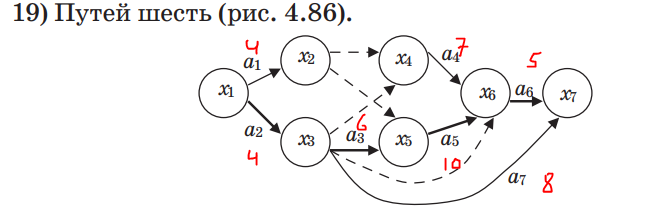 19) Путей шесть (рис. 4.86).
4 7 5
a1 x2 x4 a4
x1 x6 a6 x7
6
a2 x3 a3 x5 a5
4 10 a7 8